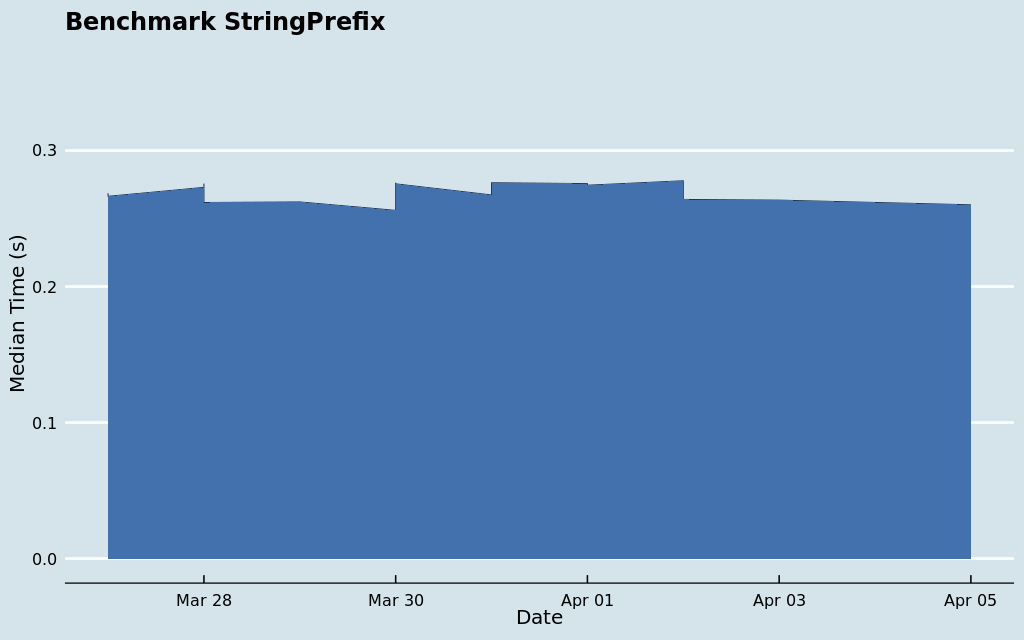 Benchmark StringPrefix
Median Time (s)
0.3
0.2
0.1
0.0
Mar 28 Mar 30 Apr 01 Apr 03 Apr 05
Date